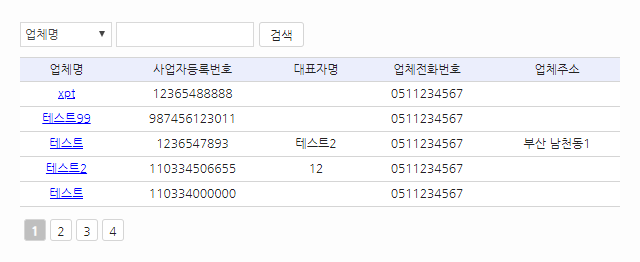 업체명 ▼ 검색
업체명 사업자등록번호 대표자명 업체전화번호 업체주소
xpt 12365488888 0511234567
테스트99 987456123011 0511234567
테스트 1236547893 테스트2 0511234567 부산 남천동1
테스트2 110334506655 12 0511234567
테스트 110334000000 0511234567
1 2 3 4